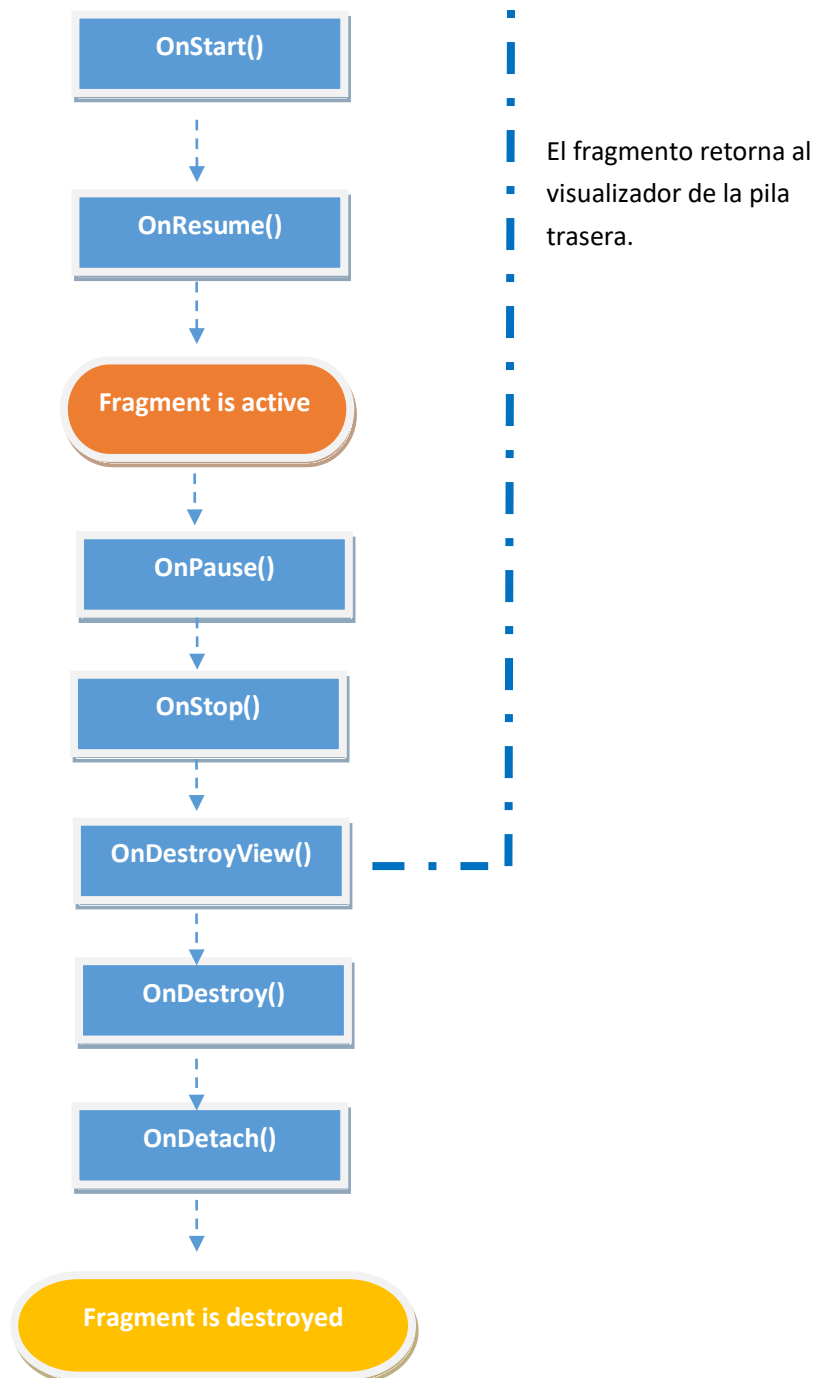 OnStart()
El fragmento retorna al
visualizador de la pila
trasera.
OnResume()
Fragment is active
OnPause()
OnStop()
OnDestroyView()
OnDestroy()
OnDetach()
Fragment is destroyed